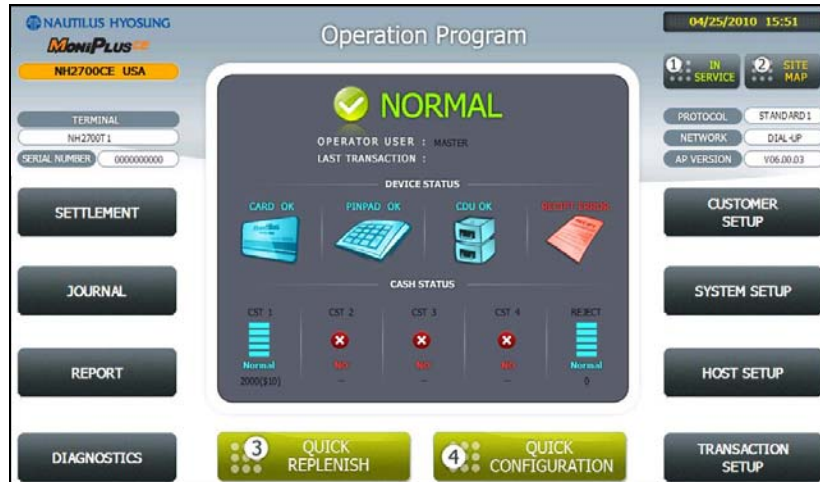 NAUTILUS HYOSUNG
MoniPlus CE
NH2700CE USA
Operation Program
04/25/2010 15:51
1 IN SERVICE
2 SITE MAP
TERMINAL
NH2700T1
SERIAL NUMBER 0000000000
PROTOCOL STANDARD1
NETWORK DIAL-UP
AP VERSION V06.00.03
NORMAL
OPERATOR USER : MASTER
LAST TRANSACTION :
DEVICE STATUS
CARD OK PINPAD OK CDU OK RECEIPT ERROR
CASH STATUS
CST 1 CST 2 CST 3 CST 4 REJECT
Normal NO NO NO Normal
2000($10) -- -- -- 0
SETTLEMENT
JOURNAL
REPORT
DIAGNOSTICS
CUSTOMER
SETUP
SYSTEM SETUP
HOST SETUP
TRANSACTION
SETUP
3 QUICK
REPLENISH
4 QUICK
CONFIGURATION